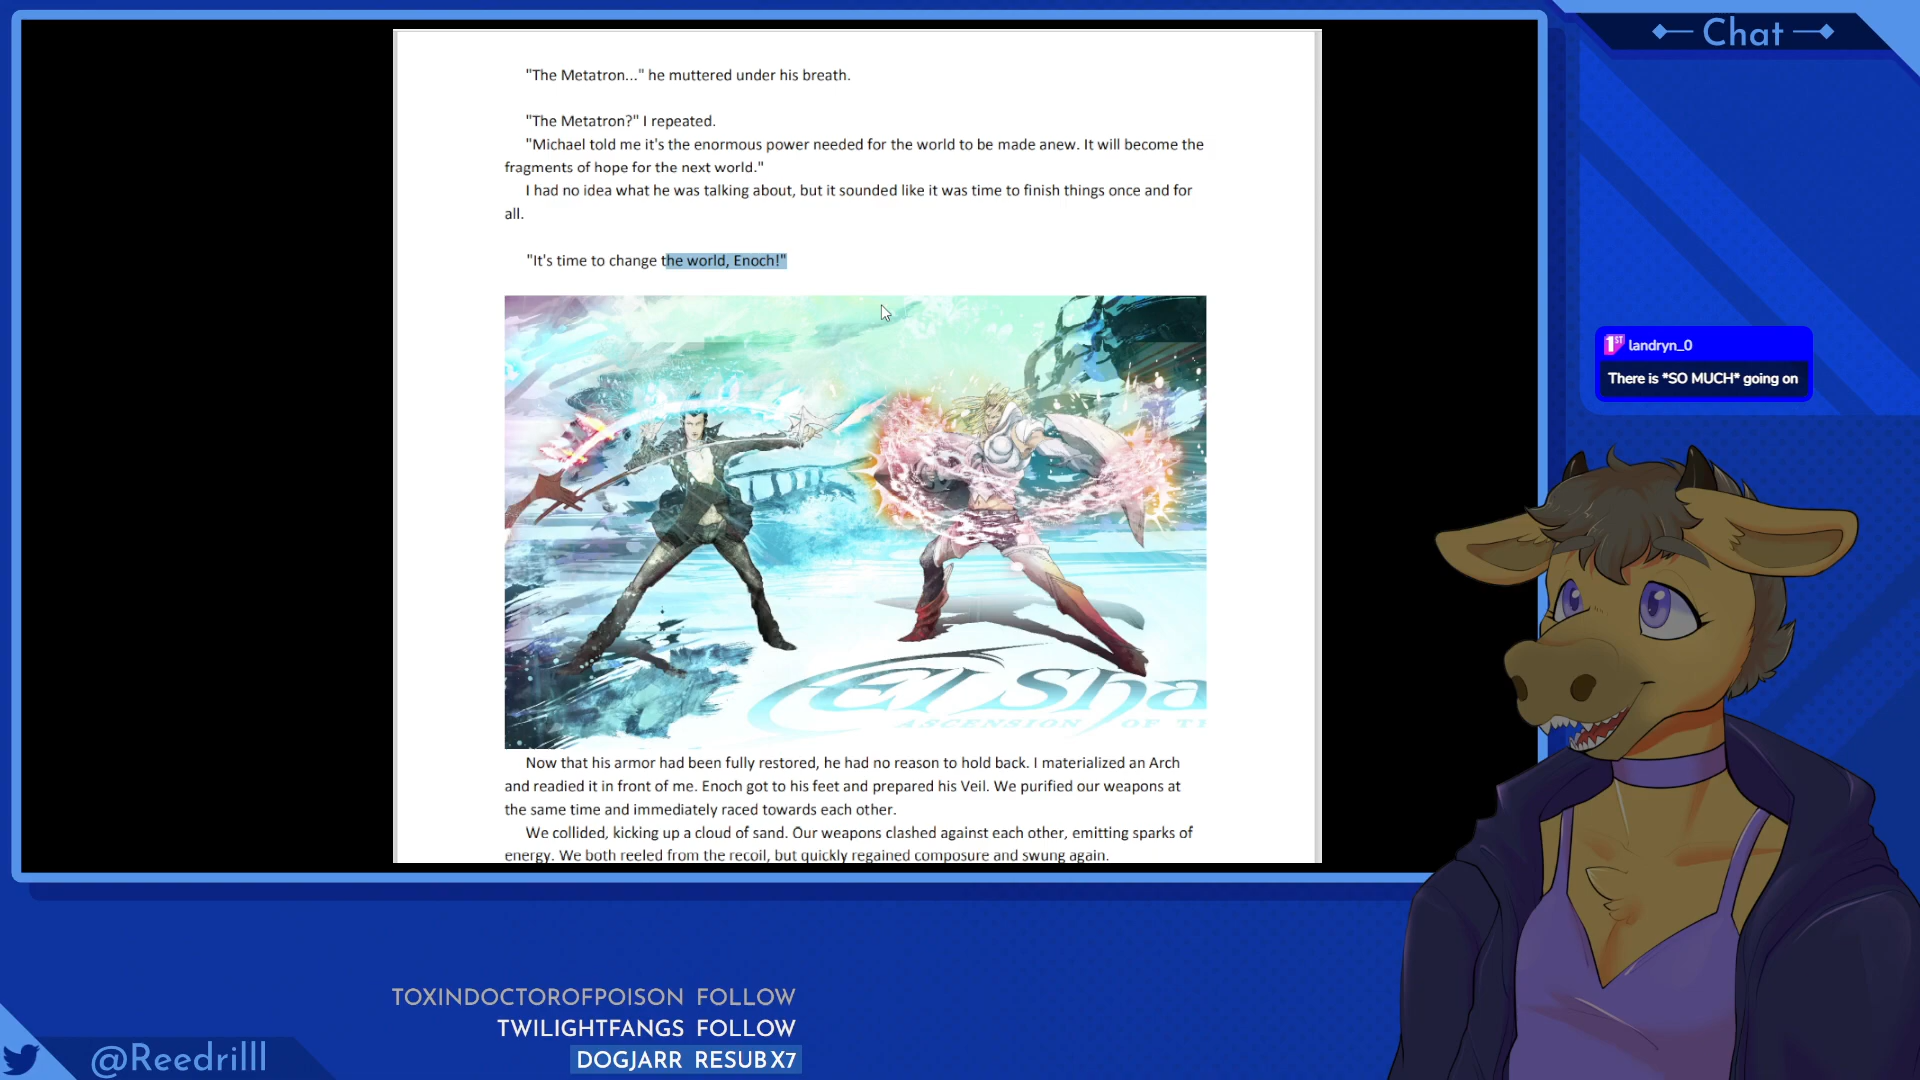 Chat
"The Metatron..." he muttered under his breath.
"The Metatron?" I repeated.
"Michael told me it's the enormous power needed for the world to be made anew. It will become the
fragments of hope for the next world."
I had no idea what he was talking about, but it sounded like it was time to finish things once and for
all.
"It's time to change the world, Enoch!"
El Sha
ASCENSION OF T
Now that his armor had been fully restored, he had no reason to hold back. I materialized an Arch
and readied it in front of me. Enoch got to his feet and prepared his Veil. We purified our weapons at
the same time and immediately raced towards each other.
We collided, kicking up a cloud of sand. Our weapons clashed against each other, emitting sparks of
energy. We both reeled from the recoil, but quickly regained composure and swung again.
1ST landryn_0
There is *SO MUCH* going on
TOXINDOCTOROFPOISON FOLLOW
TWILIGHTFANGS FOLLOW
DOGJARR RESUB X7
@Reedrilll